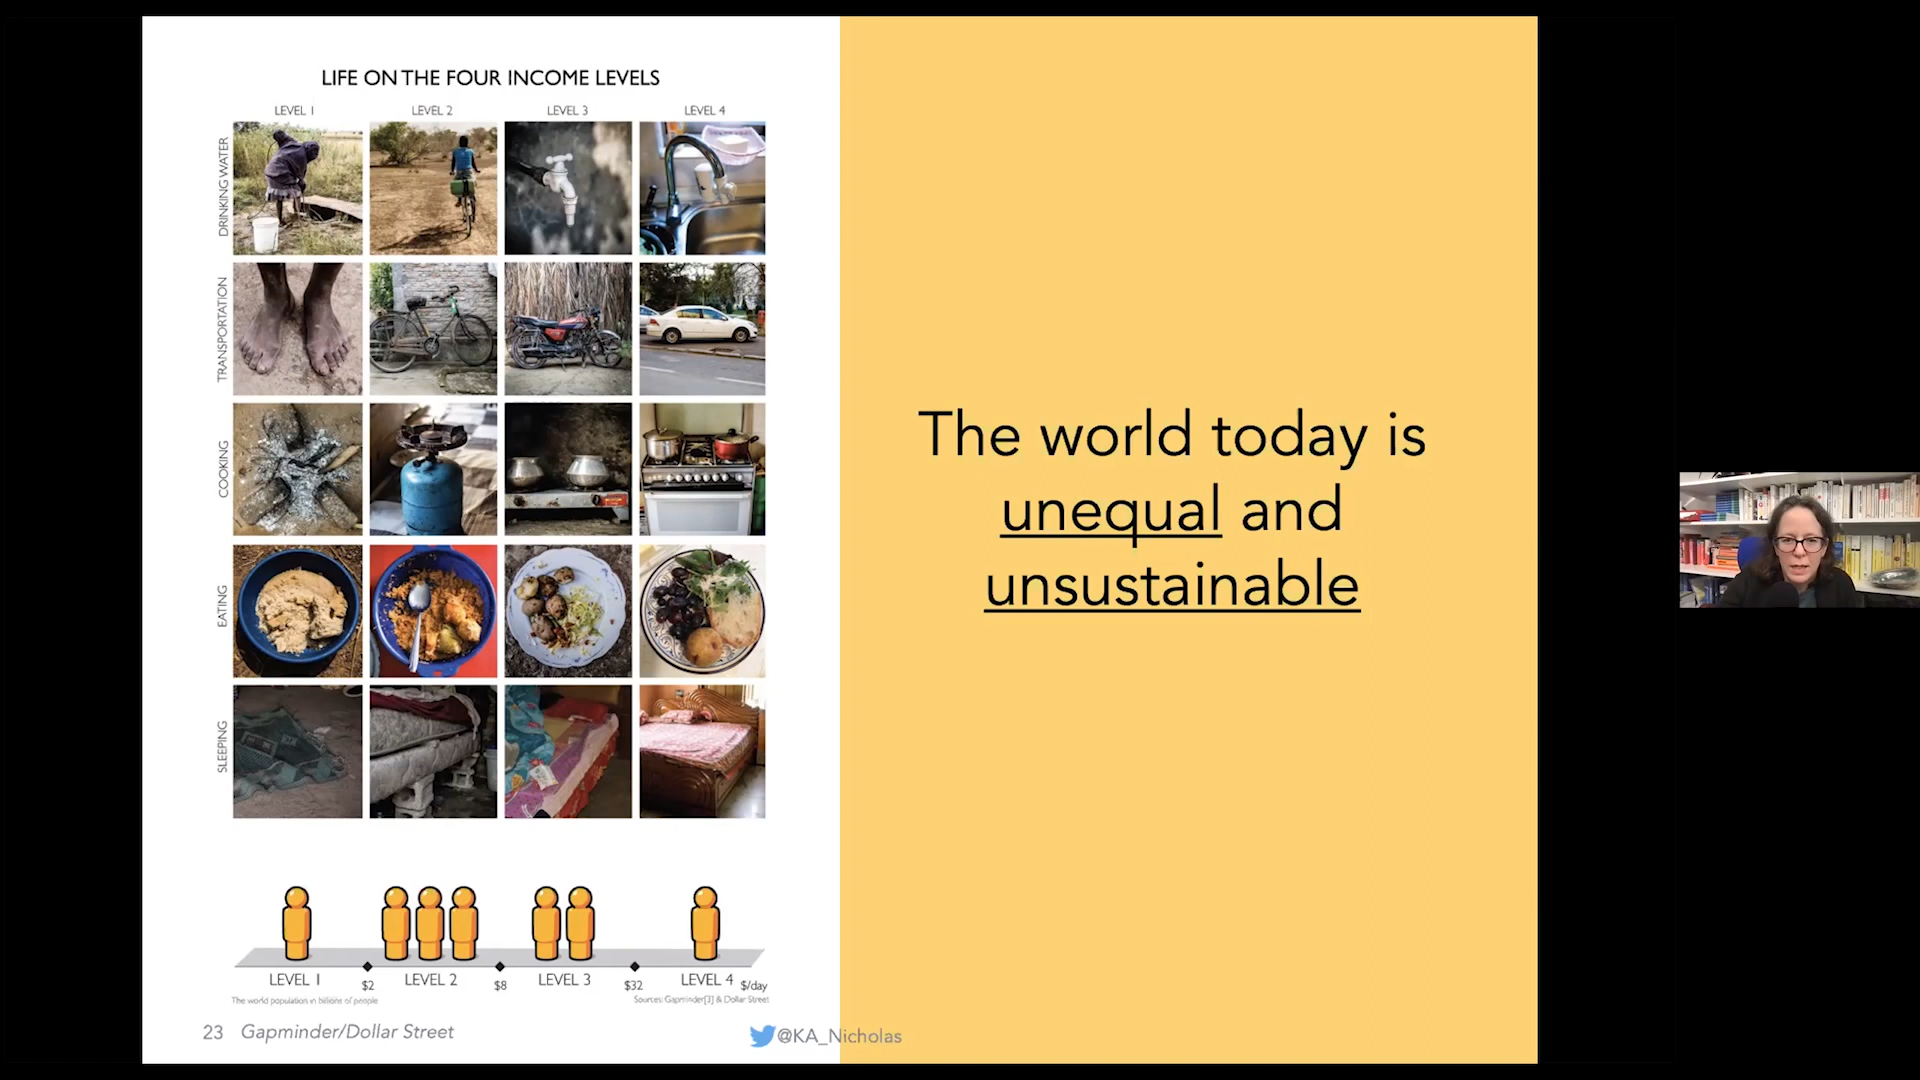 LIFE ON THE FOUR INCOME LEVELS
LEVEL 1 LEVEL 2 LEVEL 3 LEVEL 4
DRINKING WATER
TRANSPORTATION
COOKING
EATING
SLEEPING
LEVEL 1 $2 LEVEL 2 $8 LEVEL 3 $32 LEVEL 4 $/day
The world population in billions of people
Sources: Gapminder[3] & Dollar Street
23 Gapminder/Dollar Street
@KA_Nicholas
The world today is
unequal and
unsustainable